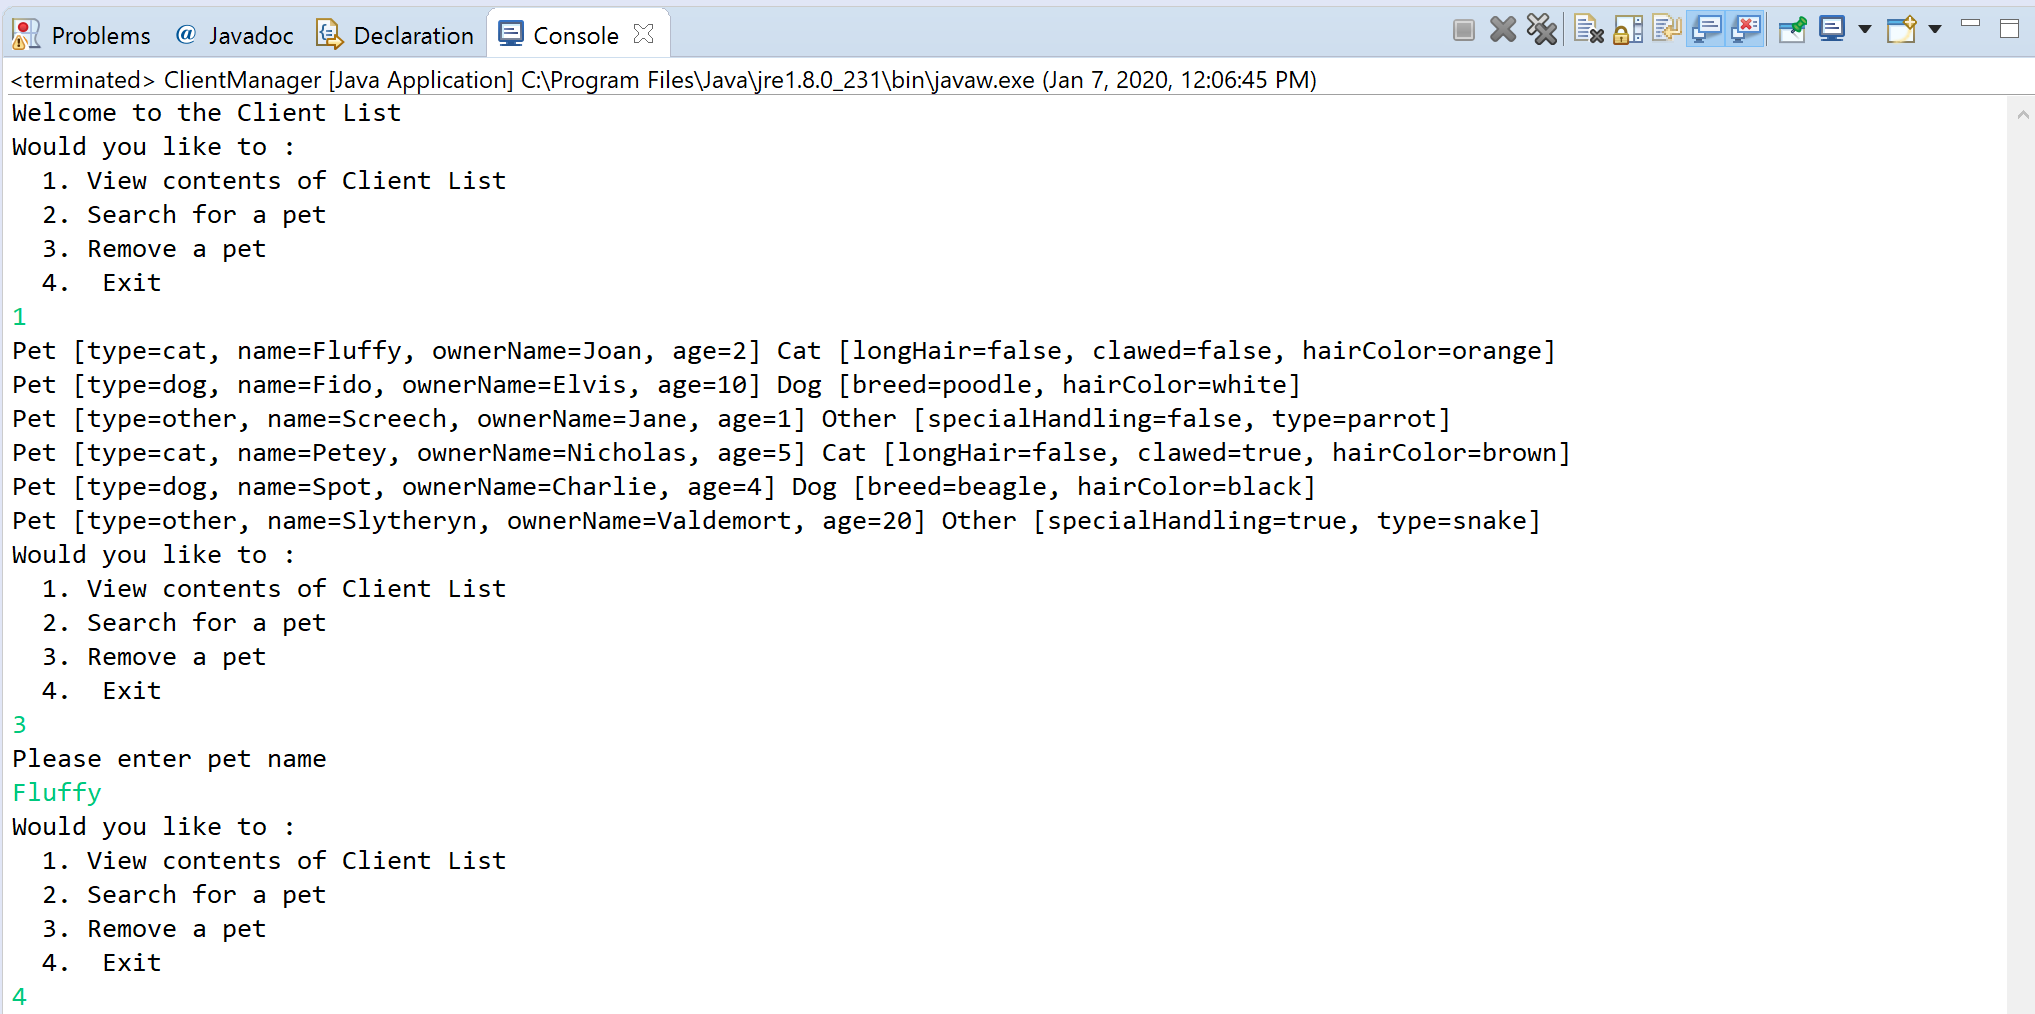 Problems @ Javadoc Declaration Console
<terminated> ClientManager [Java Application] C:\Program Files\Java\jre1.8.0_231\bin\javaw.exe (Jan 7, 2020, 12:06:45 PM)
Welcome to the Client List
Would you like to :
  1. View contents of Client List
  2. Search for a pet
  3. Remove a pet
  4.  Exit
1
Pet [type=cat, name=Fluffy, ownerName=Joan, age=2] Cat [longHair=false, clawed=false, hairColor=orange]
Pet [type=dog, name=Fido, ownerName=Elvis, age=10] Dog [breed=poodle, hairColor=white]
Pet [type=other, name=Screech, ownerName=Jane, age=1] Other [specialHandling=false, type=parrot]
Pet [type=cat, name=Petey, ownerName=Nicholas, age=5] Cat [longHair=false, clawed=true, hairColor=brown]
Pet [type=dog, name=Spot, ownerName=Charlie, age=4] Dog [breed=beagle, hairColor=black]
Pet [type=other, name=Slytheryn, ownerName=Valdemort, age=20] Other [specialHandling=true, type=snake]
Would you like to :
  1. View contents of Client List
  2. Search for a pet
  3. Remove a pet
  4.  Exit
3
Please enter pet name
Fluffy
Would you like to :
  1. View contents of Client List
  2. Search for a pet
  3. Remove a pet
  4.  Exit
4